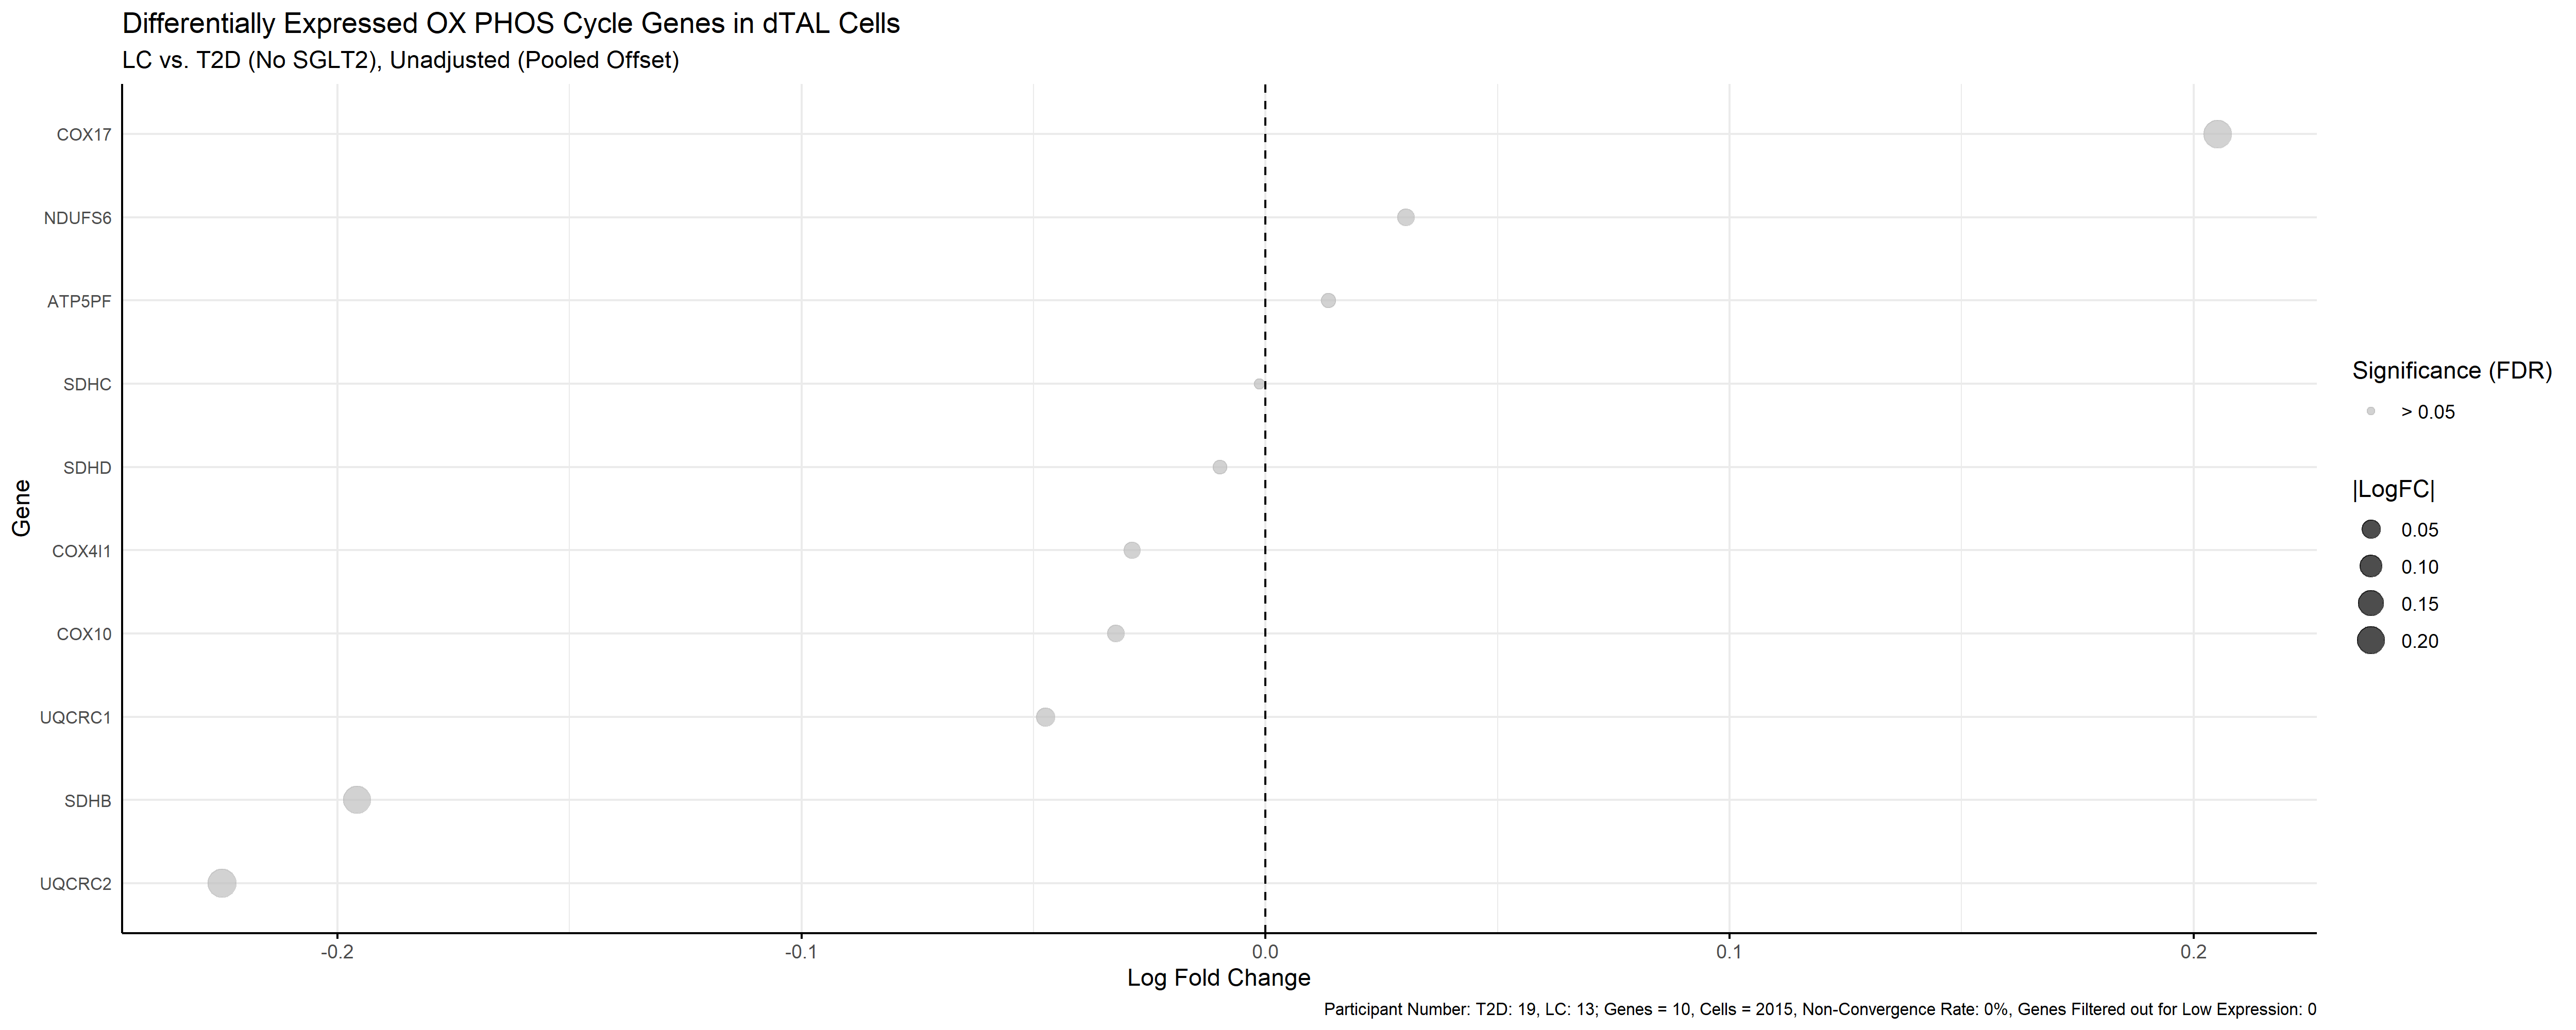 Differentially Expressed OX PHOS Cycle Genes in dTAL Cells
LC vs. T2D (No SGLT2), Unadjusted (Pooled Offset)
Gene
COX17
NDUFS6
ATP5PF
SDHC
SDHD
COX4I1
COX10
UQCRC1
SDHB
UQCRC2
-0.2
-0.1
0.0
0.1
0.2
Log Fold Change
Significance (FDR)
> 0.05
|LogFC|
0.05
0.10
0.15
0.20
Participant Number: T2D: 19, LC: 13; Genes = 10, Cells = 2015, Non-Convergence Rate: 0%, Genes Filtered out for Low Expression: 0